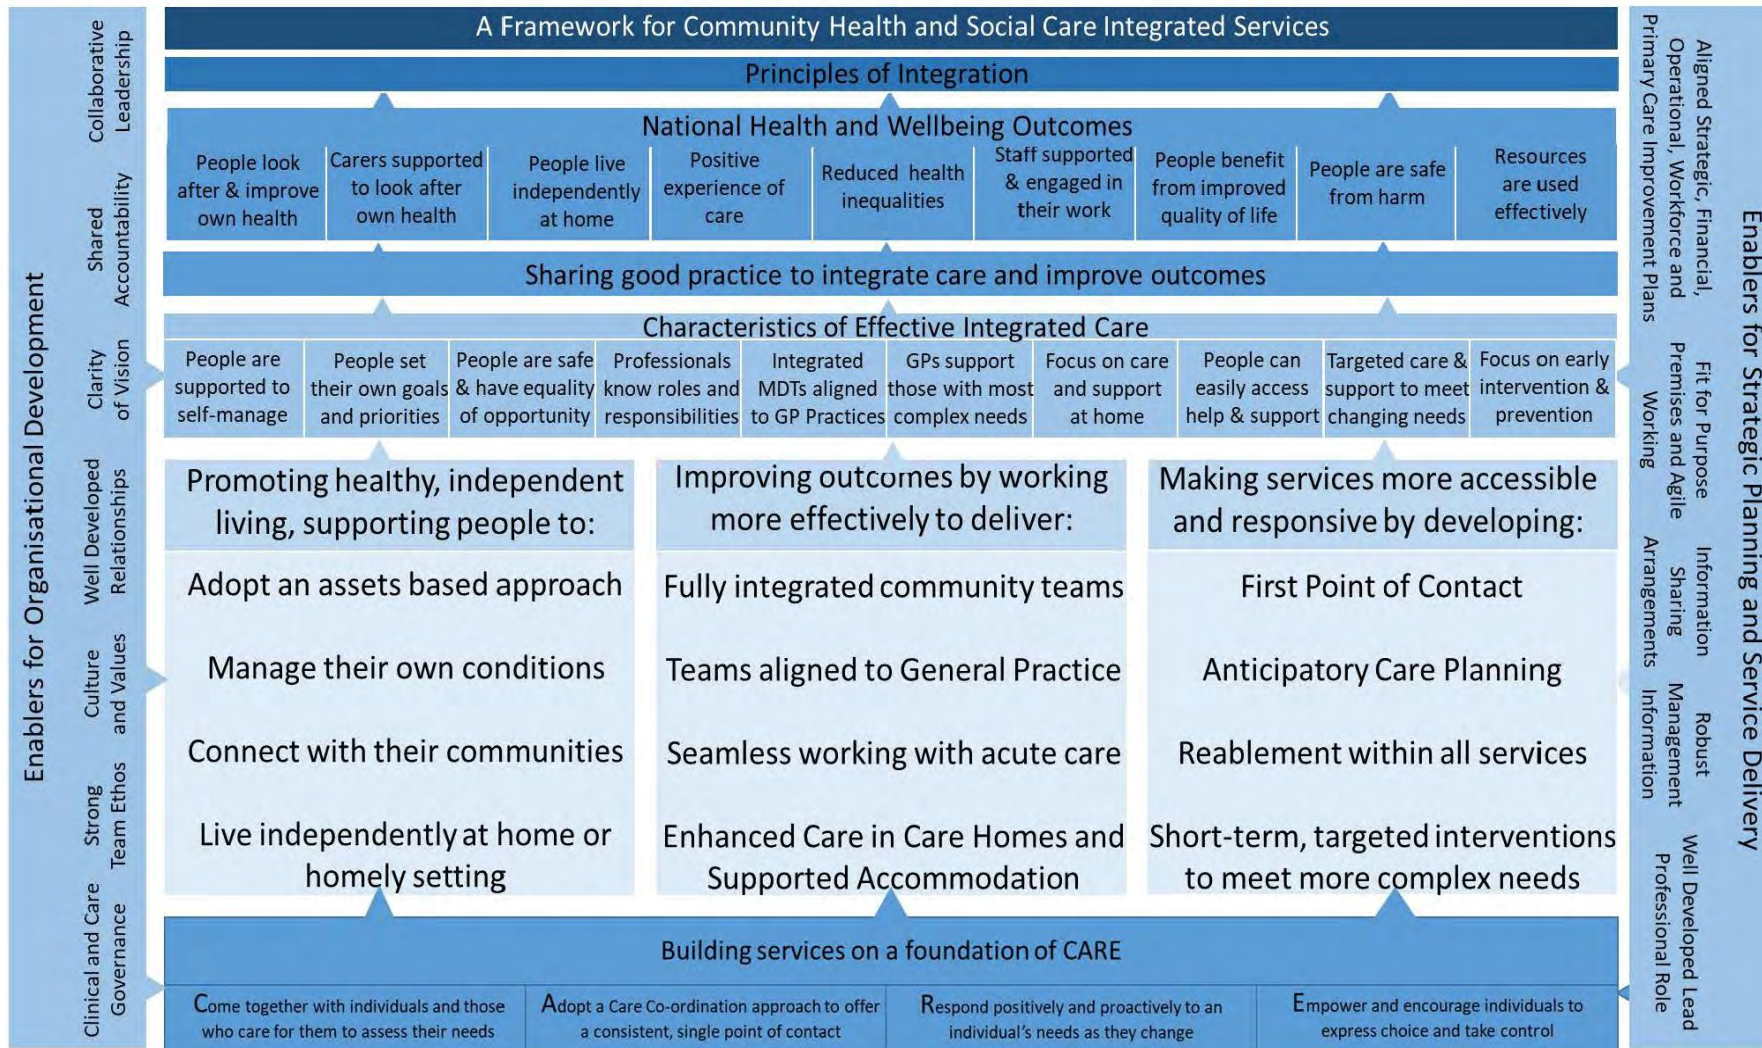 A Framework for Community Health and Social Care Integrated Services
Principles of Integration
National Health and Wellbeing Outcomes
People look
after & improve
own health
Carers supported
to look after
own health
People live
independently
at home
Positive
experience of
care
Reduced health
inequalities
Staff supported
& engaged in
their work
People benefit
from improved
quality of life
People are safe
from harm
Resources
are used
effectively
Sharing good practice to integrate care and improve outcomes
Characteristics of Effective Integrated Care
People are
supported to
self-manage
People set
their own goals
and priorities
People are safe
& have equality
of opportunity
Professionals
know roles and
responsibilities
Integrated
MDTs aligned
to GP Practices
GPs support
those with most
complex needs
Focus on care
and support
at home
People can
easily access
help & support
Targeted care &
support to meet
changing needs
Focus on early
intervention &
prevention
Promoting healthy, independent
living, supporting people to:
Adopt an assets based approach
Manage their own conditions
Connect with their communities
Live independently at home or
homely setting
Improving outcomes by working
more effectively to deliver:
Fully integrated community teams
Teams aligned to General Practice
Seamless working with acute care
Enhanced Care in Care Homes and
Supported Accommodation
Making services more accessible
and responsive by developing:
First Point of Contact
Anticipatory Care Planning
Reablement within all services
Short-term, targeted interventions
to meet more complex needs
Building services on a foundation of CARE
Come together with individuals and those
who care for them to assess their needs
Adopt a Care Co-ordination approach to offer
a consistent, single point of contact
Respond positively and proactively to an
individual's needs as they change
Empower and encourage individuals to
express choice and take control
Enablers for Organisational Development
Collaborative
Leadership
Shared
Accountability
Clarity
of Vision
Well Developed
Relationships
Culture
and Values
Strong
Team Ethos
Clinical and Care
Governance
Enablers for Strategic Planning and Service Delivery
Aligned Strategic, Financial,
Operational, Workforce and
Primary Care Improvement Plans
Fit for Purpose
Premises and Agile
Working
Information
Sharing
Arrangements
Robust
Management
Information
Well Developed Lead
Professional Role